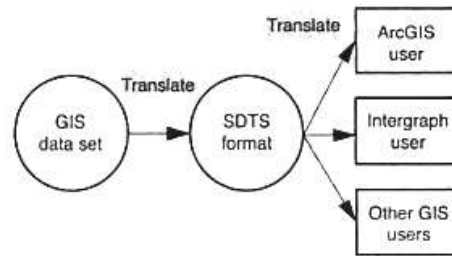 Translate
ArcGIS
user
Translate
GIS
data set
SDTS
format
Intergraph
user
Other GIS
users